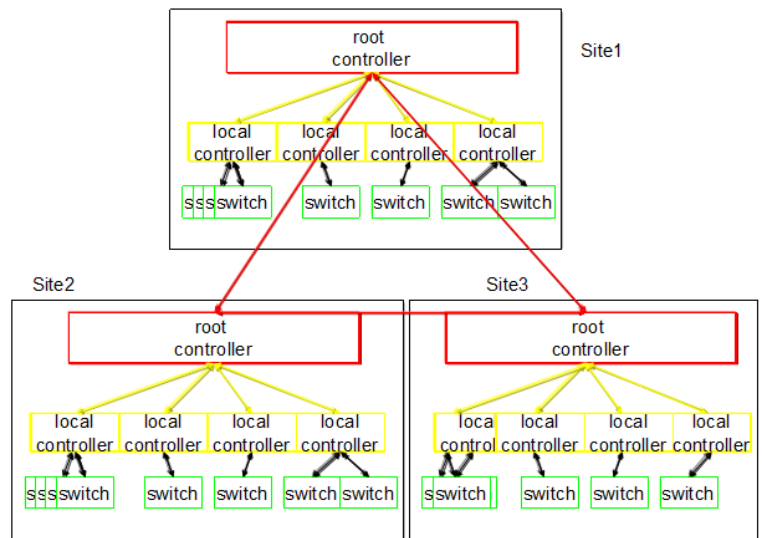 root
controller
Site1
local local local local
controller controller controller controller
s s s switch switch switch switch switch
Site2
Site3
root
controller
root
controller
local local local local
controller controller controller controller
local local local local
control controller controller controller
s s s switch switch switch switch switch
s switch switch switch switch